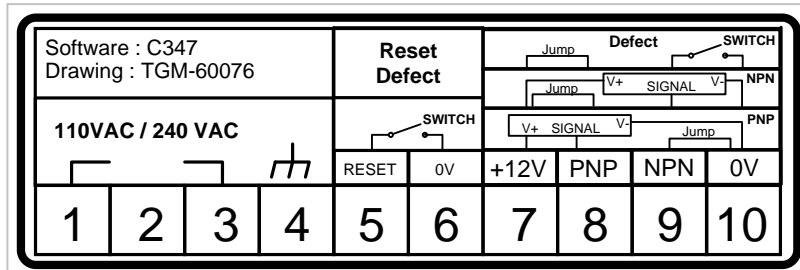 Software : C347
Drawing : TGM-60076
110VAC / 240 VAC
Reset
Defect
SWITCH
Jump
Defect
SWITCH
V+
SIGNAL
V-
NPN
Jump
V+
SIGNAL
V-
PNP
Jump
RESET 0V +12V PNP NPN 0V
1 2 3 4 5 6 7 8 9 10